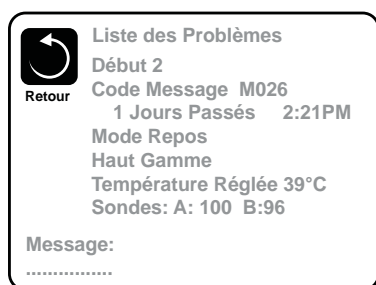 Liste des Problèmes
Début 2
Retour
Code Message M026
1 Jours Passés 2:21PM
Mode Repos
Haut Gamme
Température Réglée 39°C
Sondes: A: 100 B:96
Message:
................